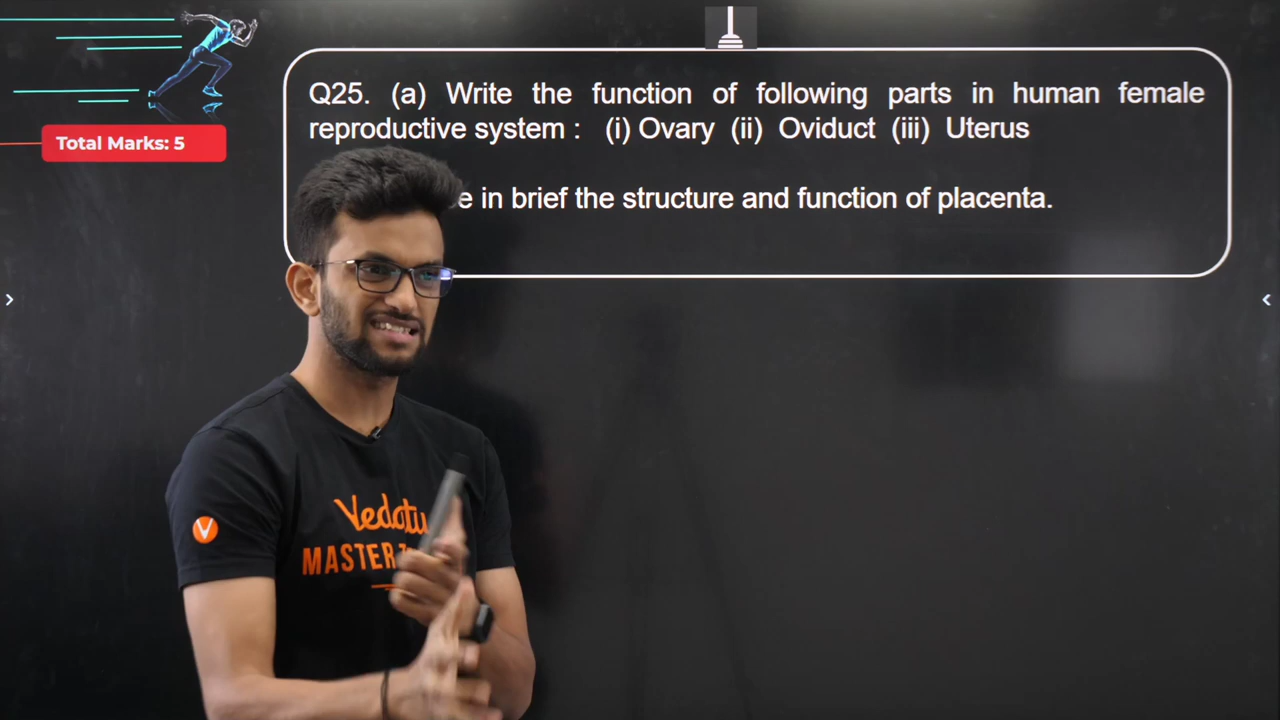 Q25. (a) Write the function of following parts in human female
reproductive system : (i) Ovary (ii) Oviduct (iii) Uterus
in brief the structure and function of placenta.
Total Marks: 5
Vedantu
MASTER